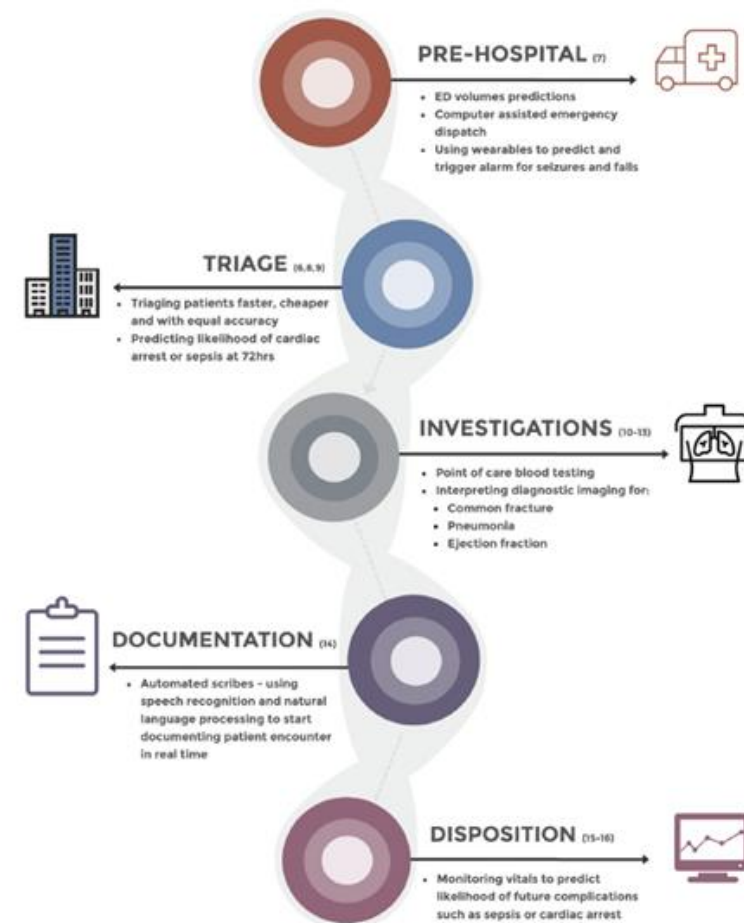 PRE-HOSPITAL (7)
• ED volumes predictions
• Computer assisted emergency
dispatch
• Using wearables to predict and
trigger alarm for seizures and falls
TRIAGE (6,8,9)
• Triaging patients faster, cheaper
and with equal accuracy
• Predicting likelihood of cardiac
arrest or sepsis at 72hrs
INVESTIGATIONS (10-13)
• Point of care blood testing
• Interpreting diagnostic imaging for:
• Common fracture
• Pneumonia
• Ejection fraction
DOCUMENTATION (14)
• Automated scribes – using
speech recognition and natural
language processing to start
documenting patient encounter
in real time
DISPOSITION (15-16)
• Monitoring vitals to predict
likelihood of future complications
such as sepsis or cardiac arrest